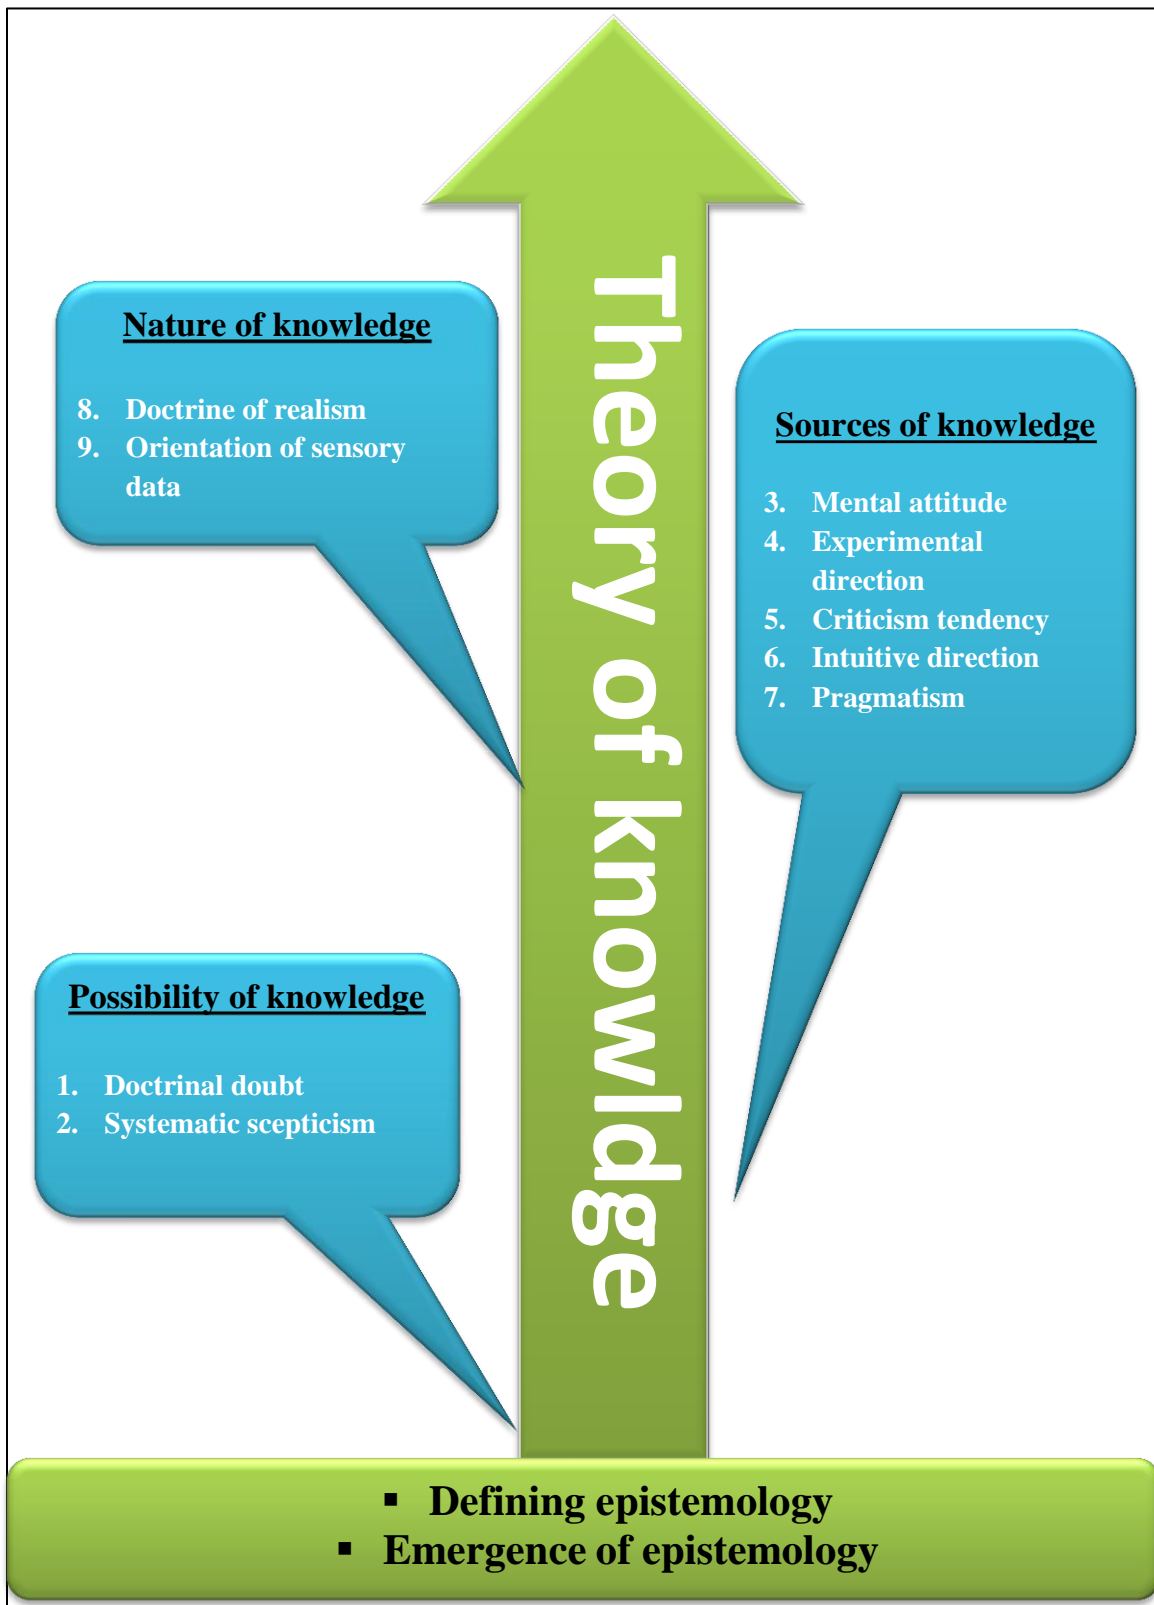 Theory of knowldge
Nature of knowledge
8. Doctrine of realism
9. Orientation of sensory
data
Sources of knowledge
3. Mental attitude
4. Experimental
direction
5. Criticism tendency
6. Intuitive direction
7. Pragmatism
Possibility of knowledge
1. Doctrinal doubt
2. Systematic scepticism
▪ Defining epistemology
▪ Emergence of epistemology